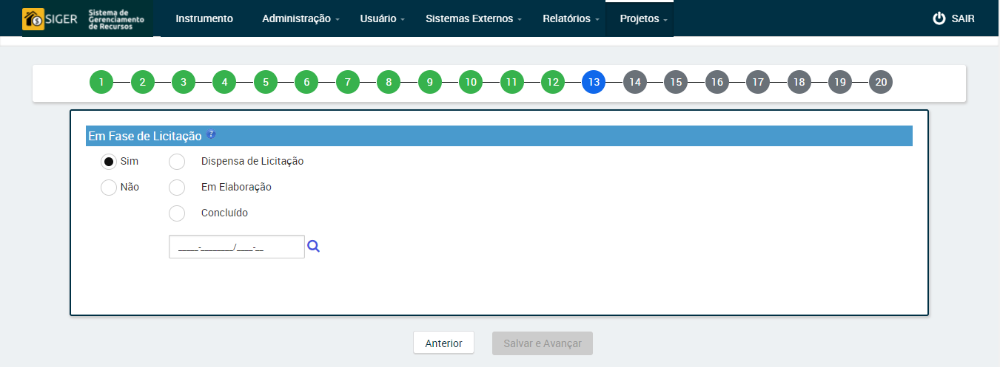 SIGER Sistema de
Gerenciamento
de Recursos
Instrumento Administração Usuário Sistemas Externos Relatórios Projetos SAIR
1 2 3 4 5 6 7 8 9 10 11 12 13 14 15 16 17 18 19 20
Em Fase de Licitação ?
Sim Dispensa de Licitação
Não Em Elaboração
Concluído
_____-________/____-__
Anterior Salvar e Avançar